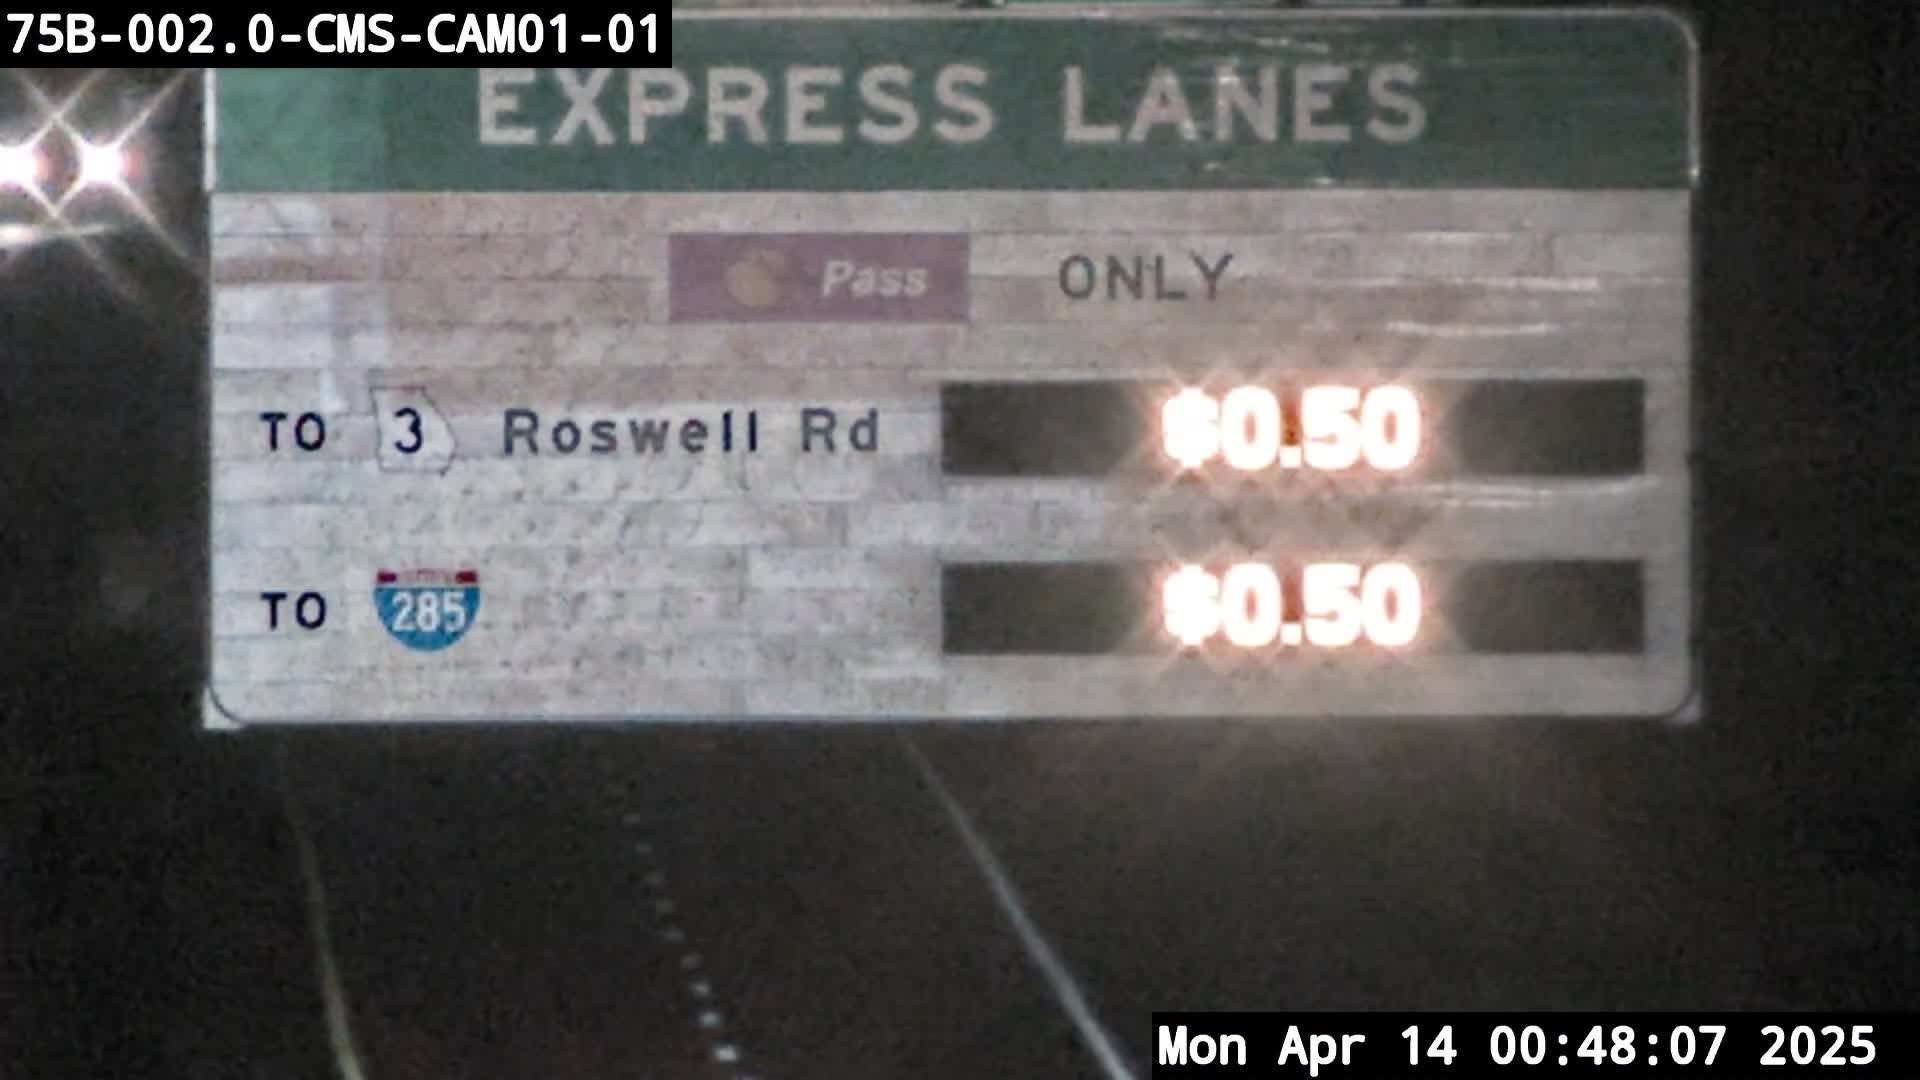 75B-002.0-CMS-CAM01-01
EXPRESS LANES
Pass ONLY
TO 3 Roswell Rd $0.50
TO 285 $0.50
Mon Apr 14 00:48:07 2025